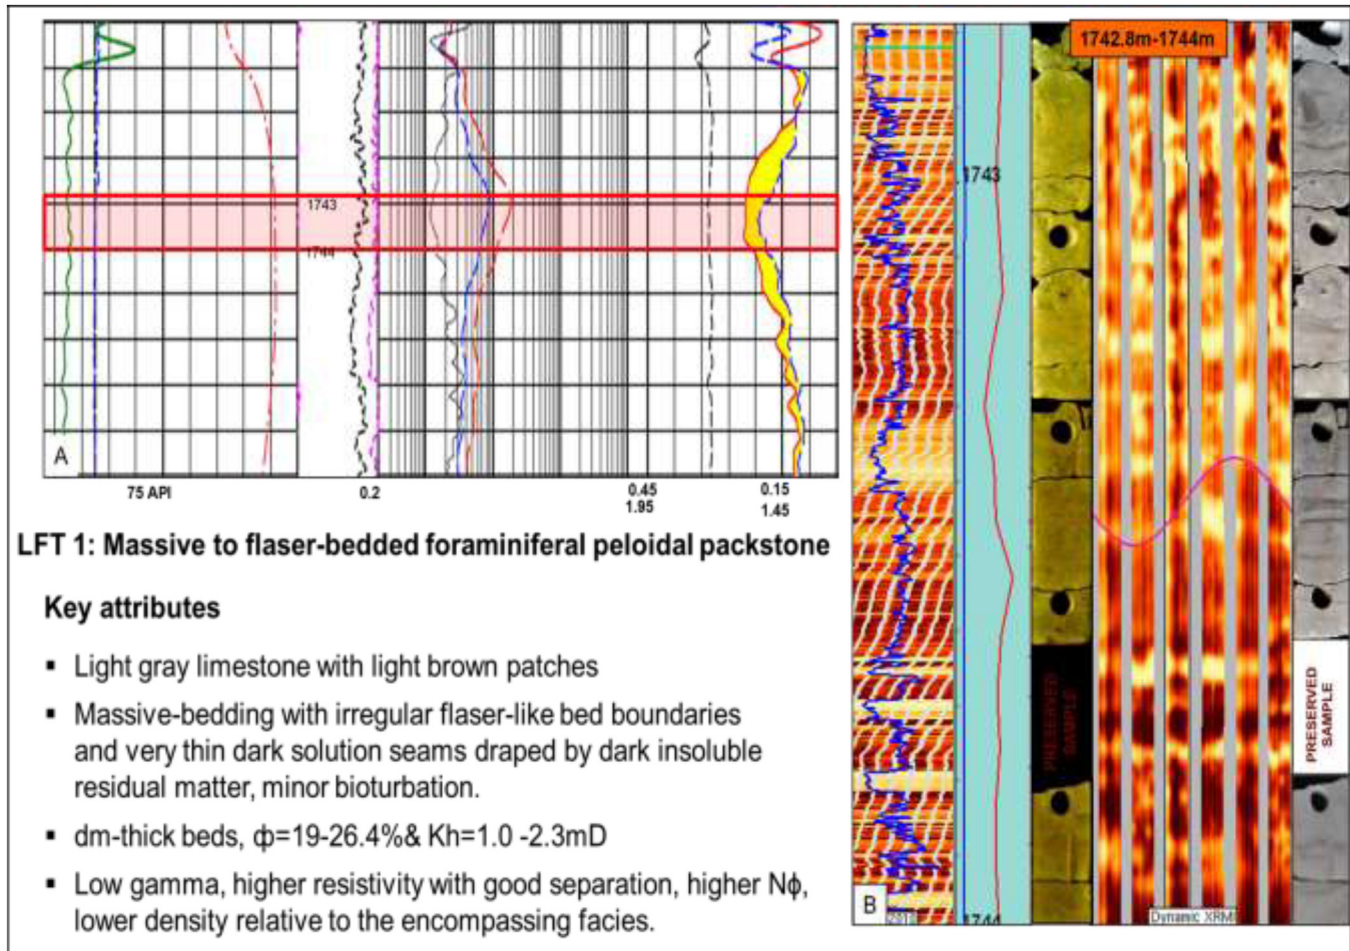 1743
1744
A
75 API
0.2
0.45
0.15
1.95
1.45
LFT 1: Massive to flaser-bedded foraminiferal peloidal packstone
Key attributes
▪ Light gray limestone with light brown patches
▪ Massive-bedding with irregular flaser-like bed boundaries
and very thin dark solution seams draped by dark insoluble
residual matter, minor bioturbation.
▪ dm-thick beds, ф=19-26.4%& Kh=1.0 -2.3mD
▪ Low gamma, higher resistivity with good separation, higher Nϕ,
lower density relative to the encompassing facies.
1742.8m-1744m
1743
PRESERVED
SAMPLE
PRESERVED
SAMPLE
B
1744
Dynamic XRMI